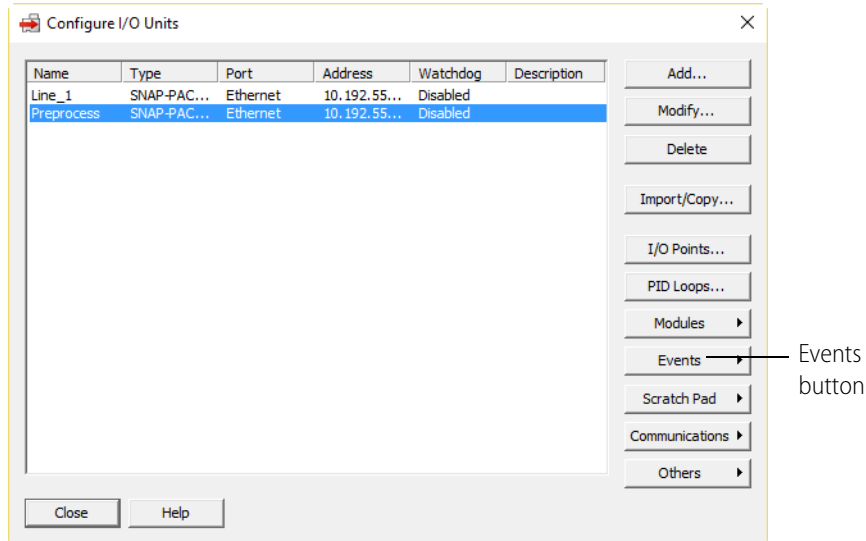 Configure I/O Units
Name Type Port Address Watchdog Description
Line_1 SNAP-PAC... Ethernet 10.192.55... Disabled
Preprocess SNAP-PAC... Ethernet 10.192.55... Disabled
Add...
Modify...
Delete
Import/Copy...
I/O Points...
PID Loops...
Modules
Events
Scratch Pad
Communications
Others
Events
button
Close Help